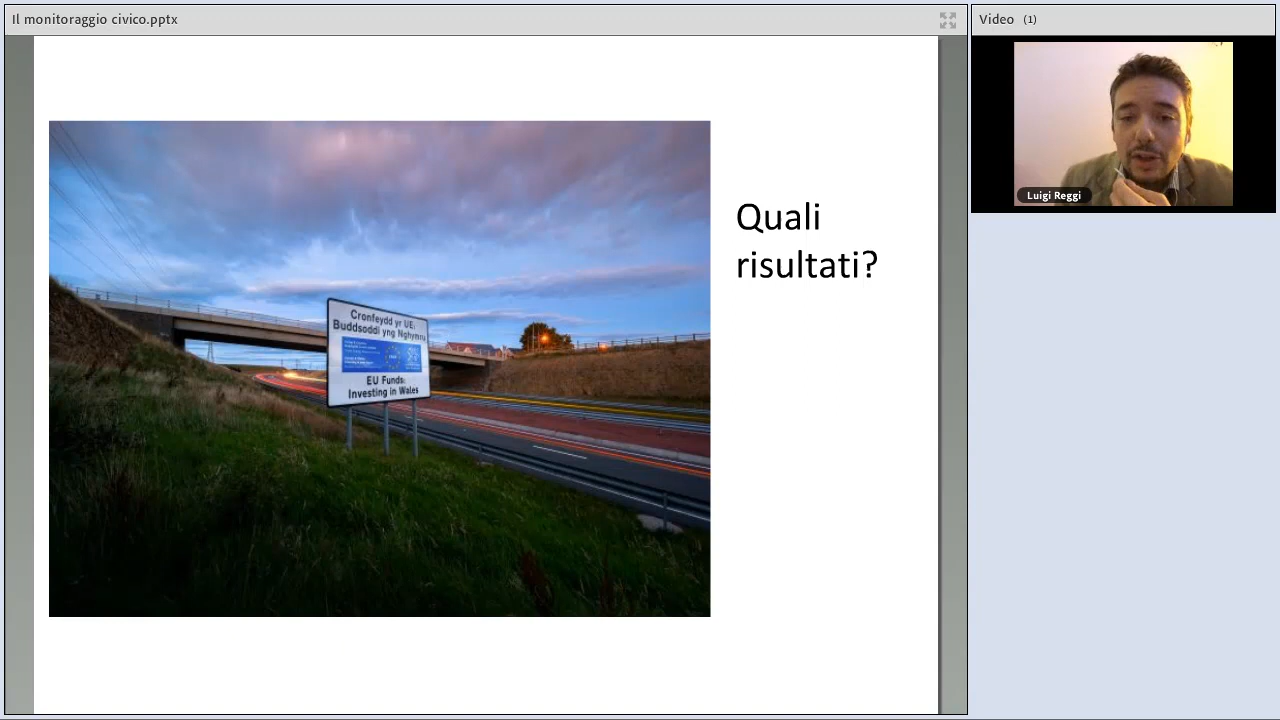 Il monitoraggio civico.pptx
Video (1)
Luigi Reggi
Quali
risultati?
Cronfeydd yr UE:
Buddsoddi yng Nghymru
EU Funds:
Investing in Wales